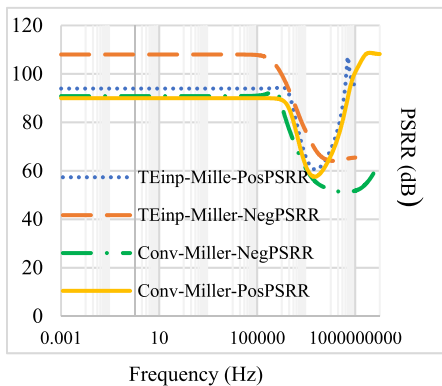 120
100
80
60
40
20
0
TEinp-Mille-PosPSRR
TEinp-Miller-NegPSRR
Conv-Miller-NegPSRR
Conv-Miller-PosPSRR
0.001 10 100000 1000000000
Frequency (Hz)
PSRR (dB)